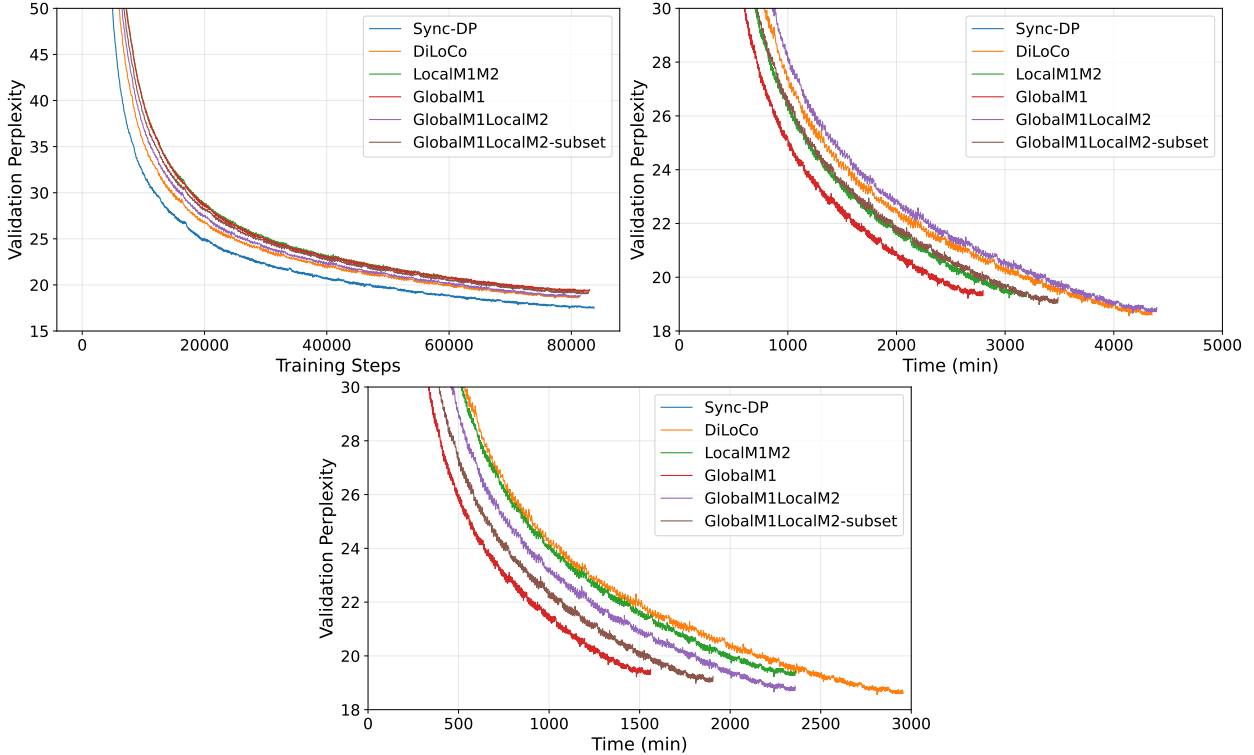 50
45
40
35
30
25
20
15
Validation Perplexity
Sync-DP
DiLoCo
LocalM1M2
GlobalM1
GlobalM1LocalM2
GlobalM1LocalM2-subset
0
20000
40000
60000
80000
Training Steps
30
28
26
24
22
20
18
Validation Perplexity
Sync-DP
DiLoCo
LocalM1M2
GlobalM1
GlobalM1LocalM2
GlobalM1LocalM2-subset
0
1000
2000
3000
4000
5000
Time (min)
30
28
26
24
22
20
18
Validation Perplexity
Sync-DP
DiLoCo
LocalM1M2
GlobalM1
GlobalM1LocalM2
GlobalM1LocalM2-subset
0
500
1000
1500
2000
2500
3000
Time (min)